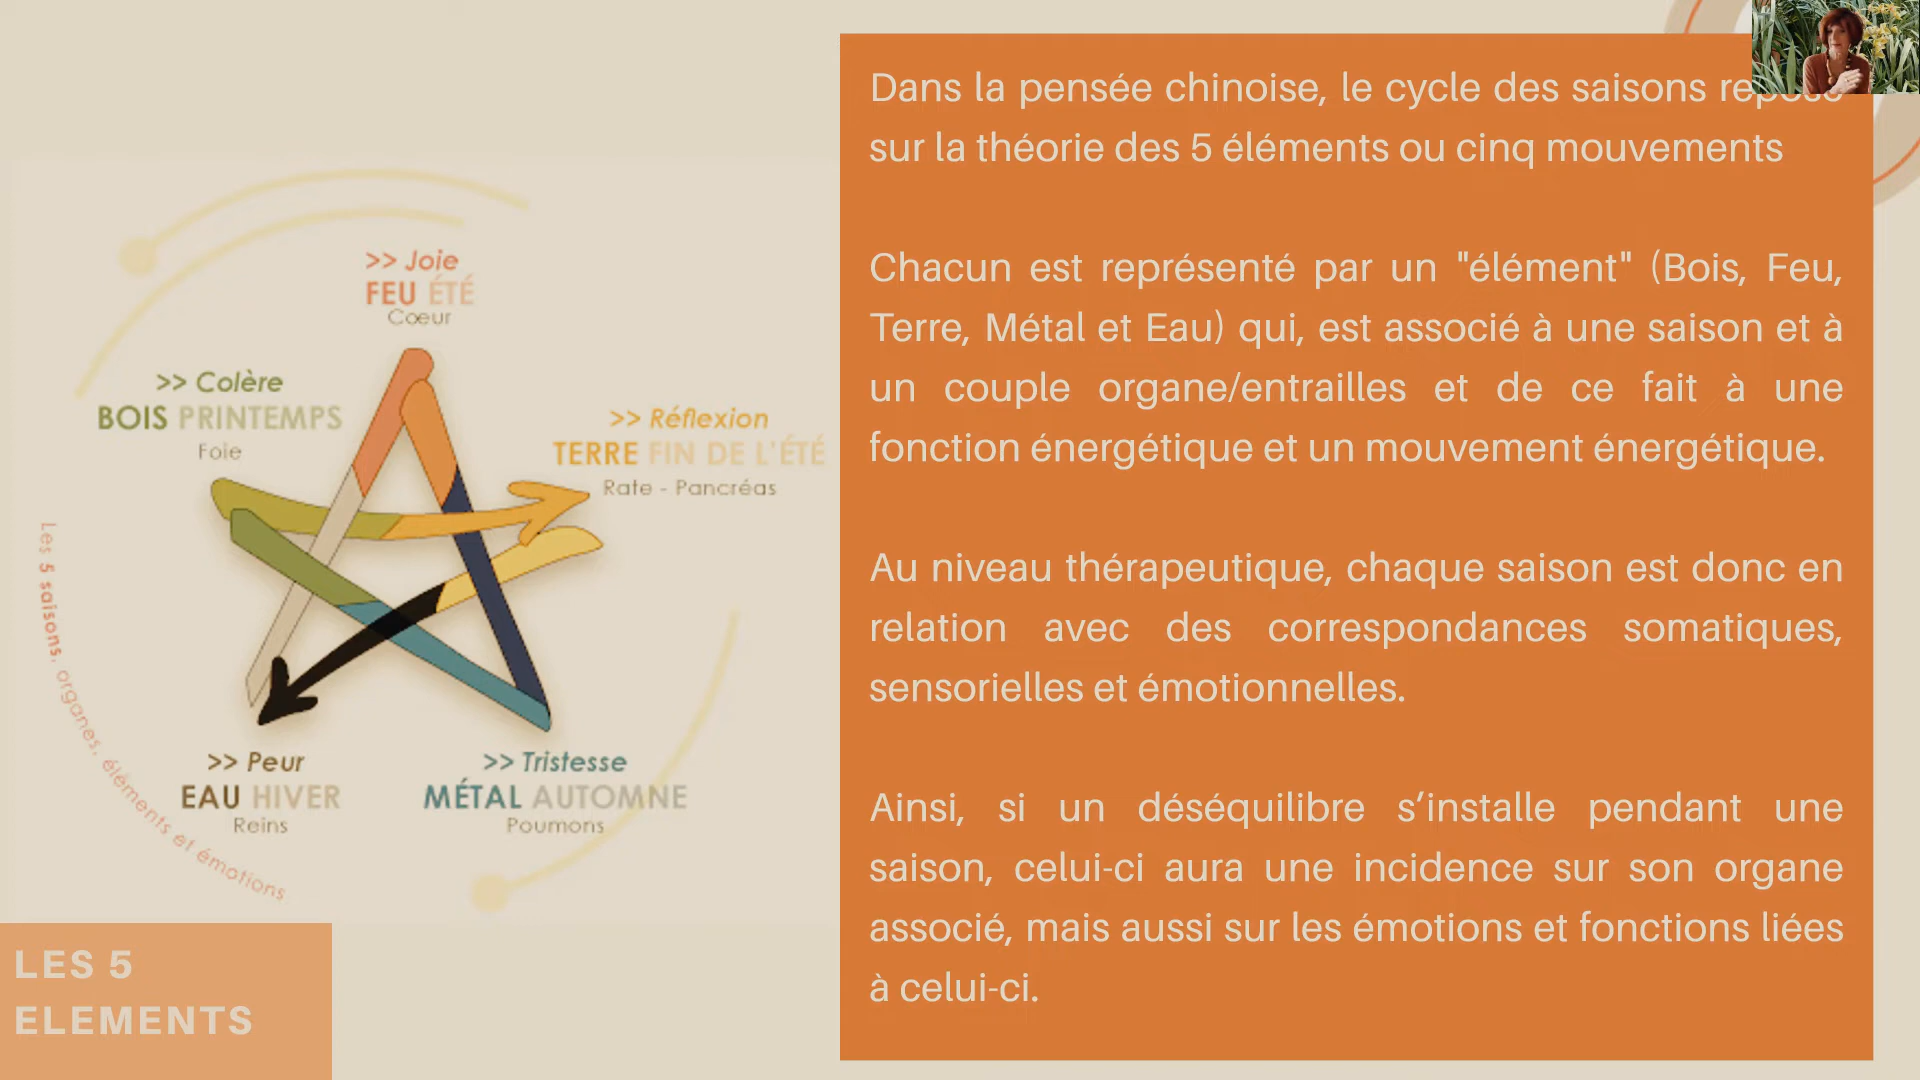 Dans la pensée chinoise, le cycle des saisons repose
sur la théorie des 5 éléments ou cinq mouvements
Chacun est représenté par un "élément" (Bois, Feu,
Terre, Métal et Eau) qui, est associé à une saison et à
un couple organe/entrailles et de ce fait à une
fonction énergétique et un mouvement énergétique.
Au niveau thérapeutique, chaque saison est donc en
relation avec des correspondances somatiques,
sensorielles et émotionnelles.
Ainsi, si un déséquilibre s’installe pendant une
saison, celui-ci aura une incidence sur son organe
associé, mais aussi sur les émotions et fonctions liées
à celui-ci.
>> Joie
FEU ÉTÉ
Cœur
>> Colère
BOIS PRINTEMPS
Foie
>> Réflexion
TERRE FIN DE L'ÉTÉ
Rate - Pancréas
>> Peur
EAU HIVER
Reins
>> Tristesse
MÉTAL AUTOMNE
Poumons
Les 5 saisons, organes, éléments et émotions
LES 5
ELEMENTS